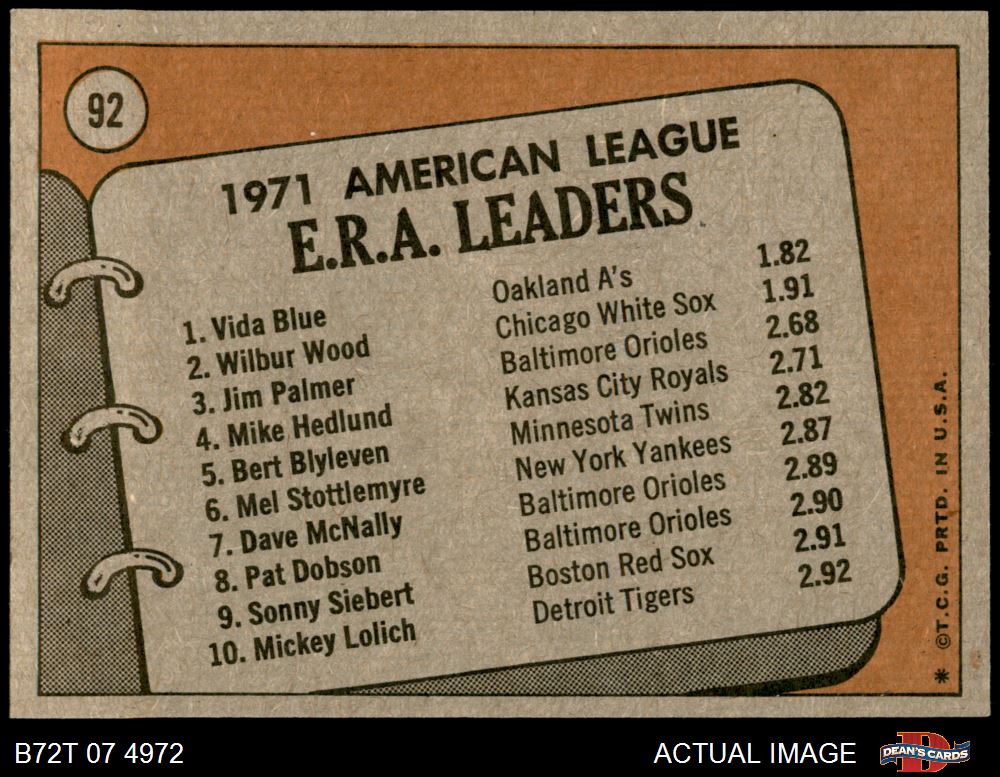 92
1971 AMERICAN LEAGUE
E.R.A. LEADERS
1. Vida Blue Oakland A's 1.82
2. Wilbur Wood Chicago White Sox 1.91
3. Jim Palmer Baltimore Orioles 2.68
4. Mike Hedlund Kansas City Royals 2.71
5. Bert Blyleven Minnesota Twins 2.82
6. Mel Stottlemyre New York Yankees 2.87
7. Dave McNally Baltimore Orioles 2.89
8. Pat Dobson Baltimore Orioles 2.90
9. Sonny Siebert Boston Red Sox 2.91
10. Mickey Lolich Detroit Tigers 2.92
* ©T.C.G. PRTD. IN U.S.A.
B72T 07 4972 ACTUAL IMAGE
D
DEAN'S CARDS